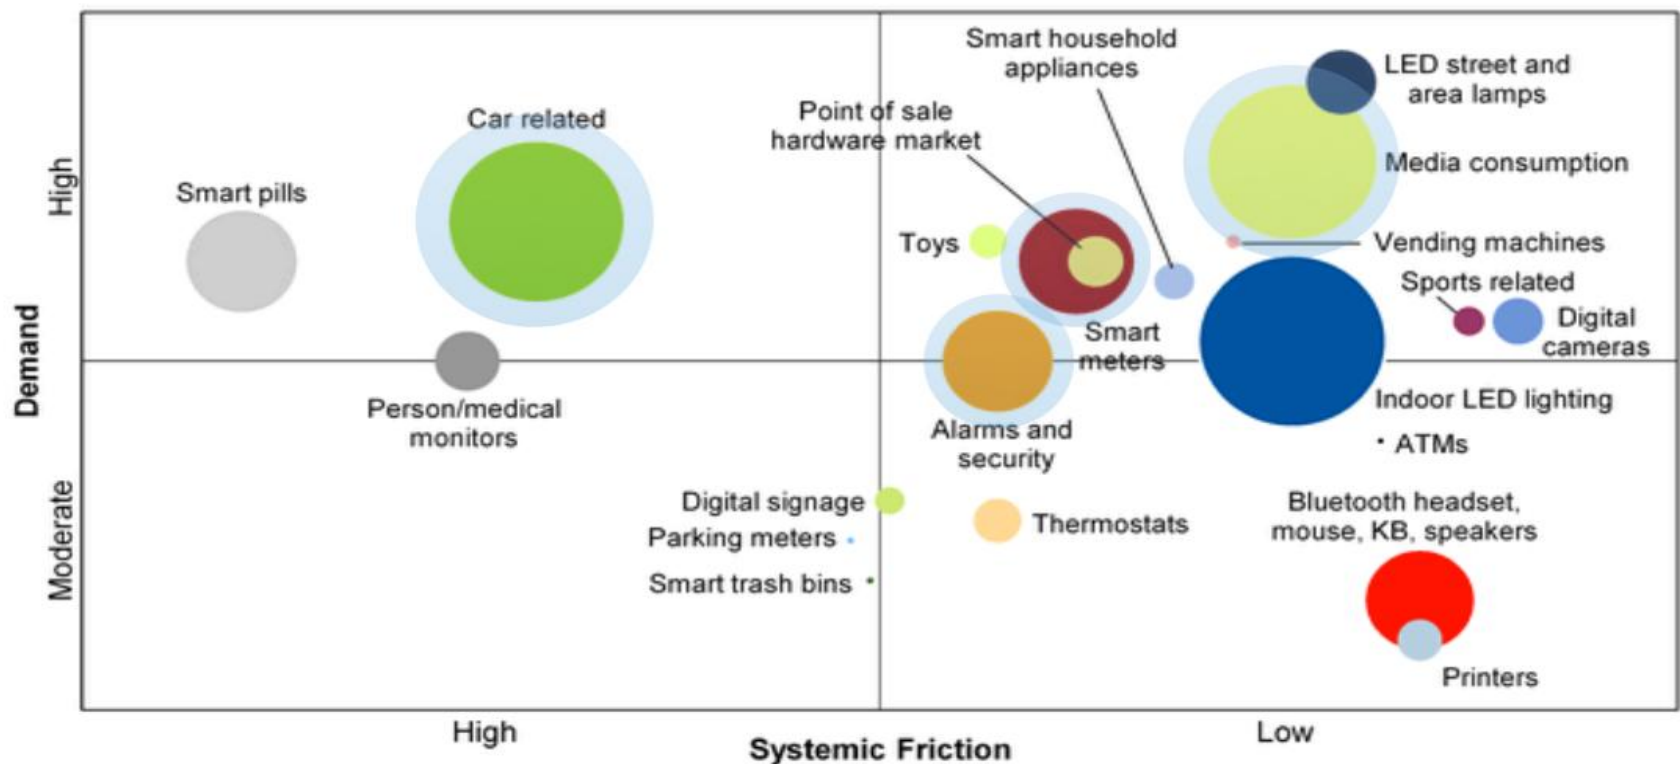 Smart household
appliances
LED street and
area lamps
Point of sale
hardware market
Car related
Media consumption
Smart pills
High
Toys
Vending machines
Sports related
Digital
cameras
Smart
meters
Demand
Person/medical
monitors
Indoor LED lighting
Alarms and
security
ATMs
Moderate
Digital signage
Bluetooth headset,
mouse, KB, speakers
Thermostats
Parking meters
Smart trash bins
Printers
High
Low
Systemic Friction